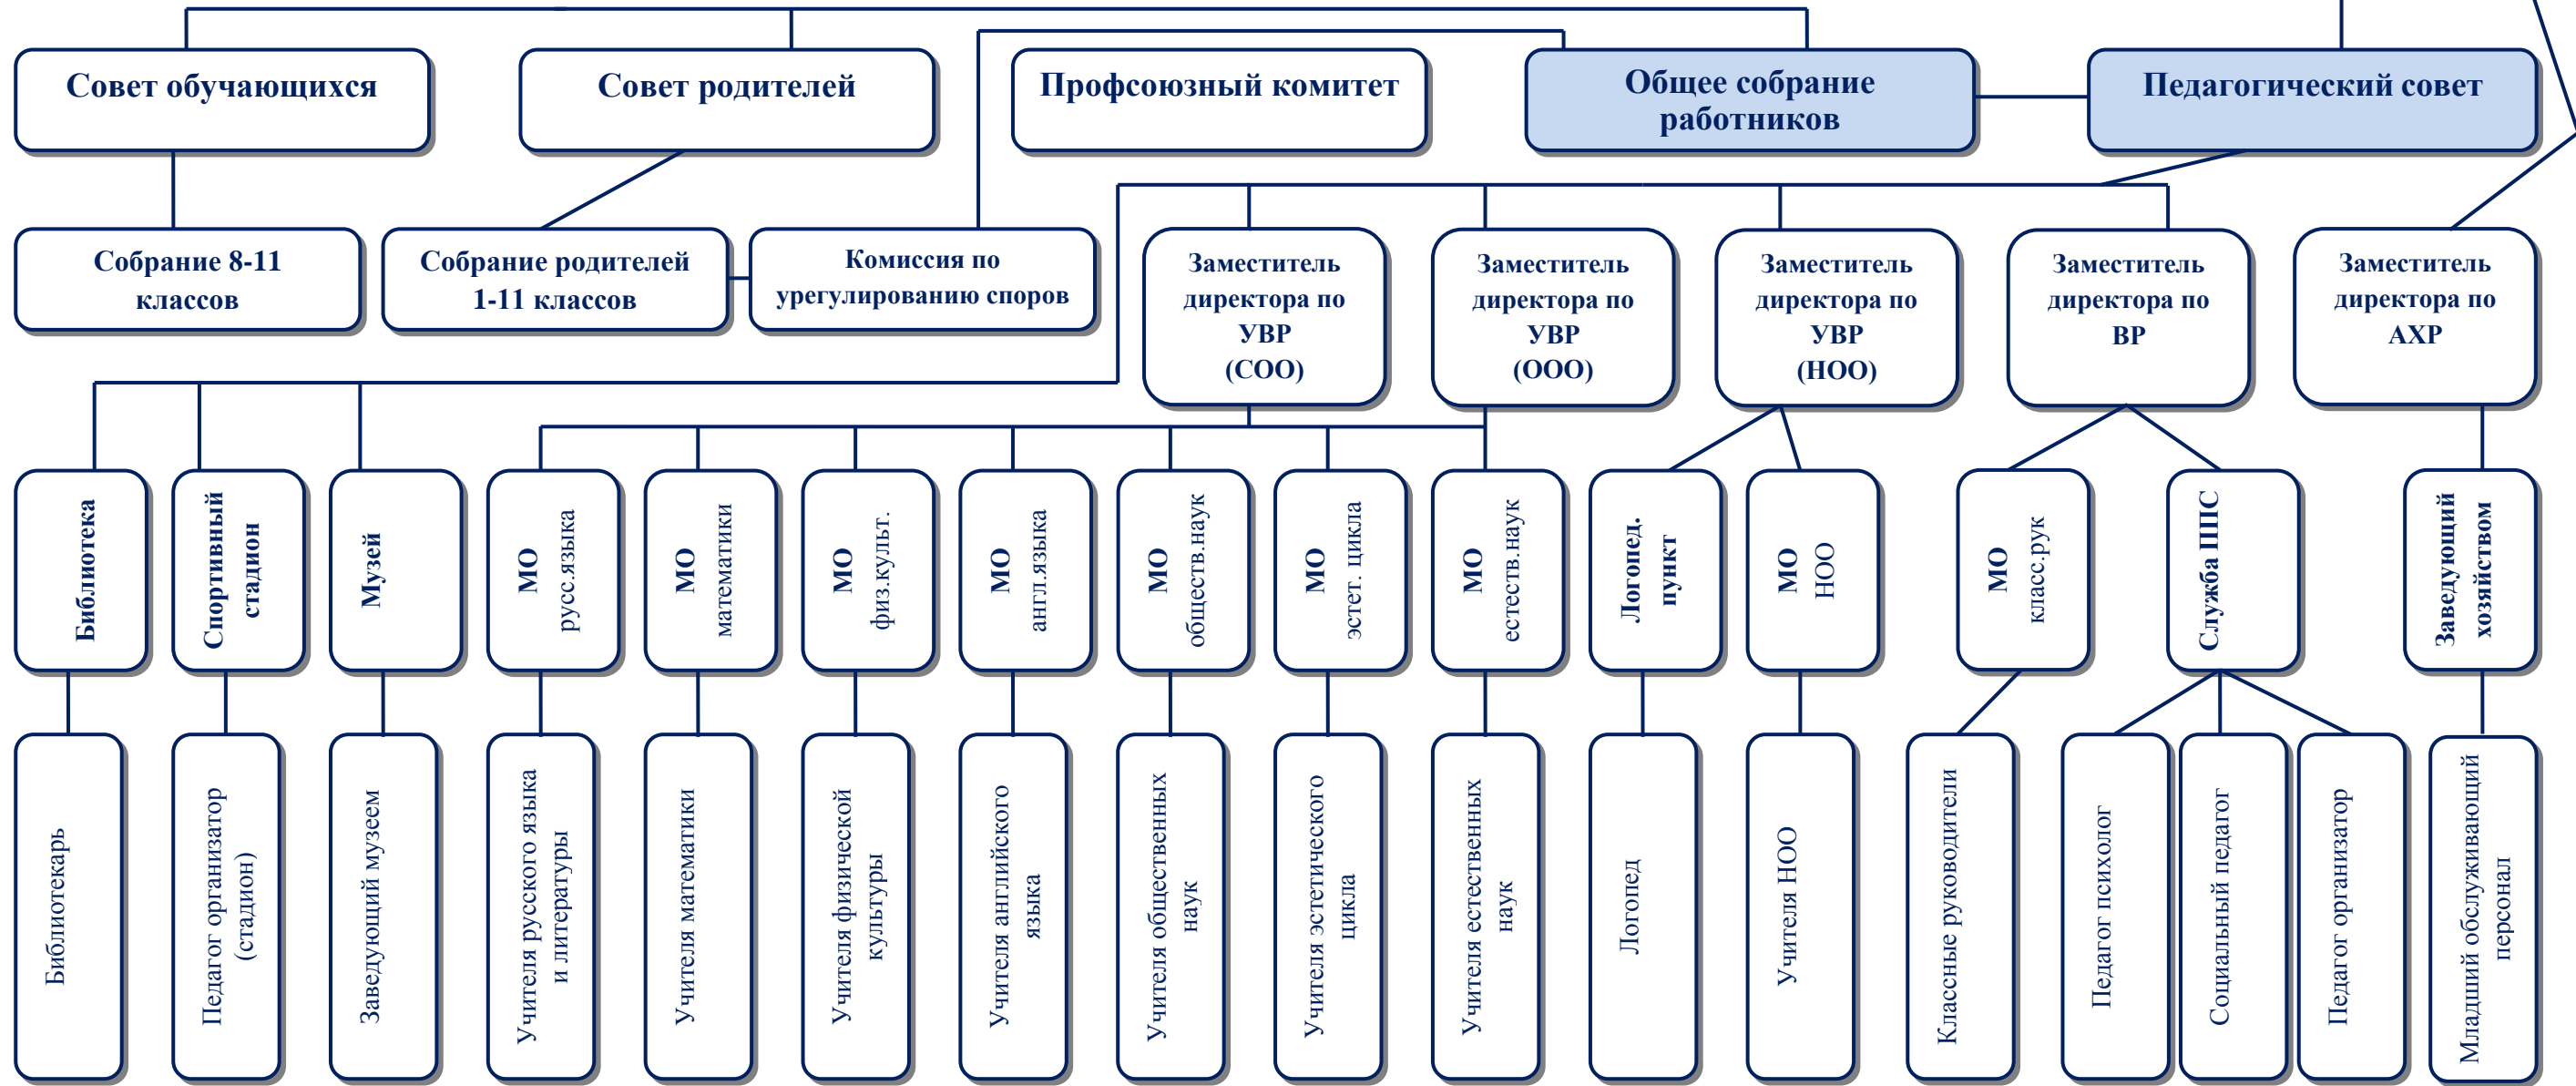 Совет обучающихся
Совет родителей
Профсоюзный комитет
Общее собрание
работников
Педагогический совет
Собрание 8-11
классов
Собрание родителей
1-11 классов
Комиссия по
урегулированию споров
Заместитель
директора по
УВР
(СОО)
Заместитель
директора по
УВР
(ООО)
Заместитель
директора по
УВР
(НОО)
Заместитель
директора по
ВР
Заместитель
директора по
АХР
Библиотека
Спортивный
стадион
Музей
МО
русс.языка
МО
математики
МО
физ.культ.
МО
англ.языка
МО
обществ.наук
МО
эстет. цикла
МО
естеств.наук
Логопед.
пункт
МО
НОО
МО
класс.рук
Служба ППС
Заведующий
хозяйством
Библиотекарь
Педагог организатор
(стадион)
Заведующий музеем
Учителя русского языка
и литературы
Учителя математики
Учителя физической
культуры
Учителя английского
языка
Учителя общественных
наук
Учителя эстетического
цикла
Учителя естественных
наук
Логопед
Учителя НОО
Классные руководители
Педагог психолог
Социальный педагог
Педагог организатор
Младший обслуживающий
персонал